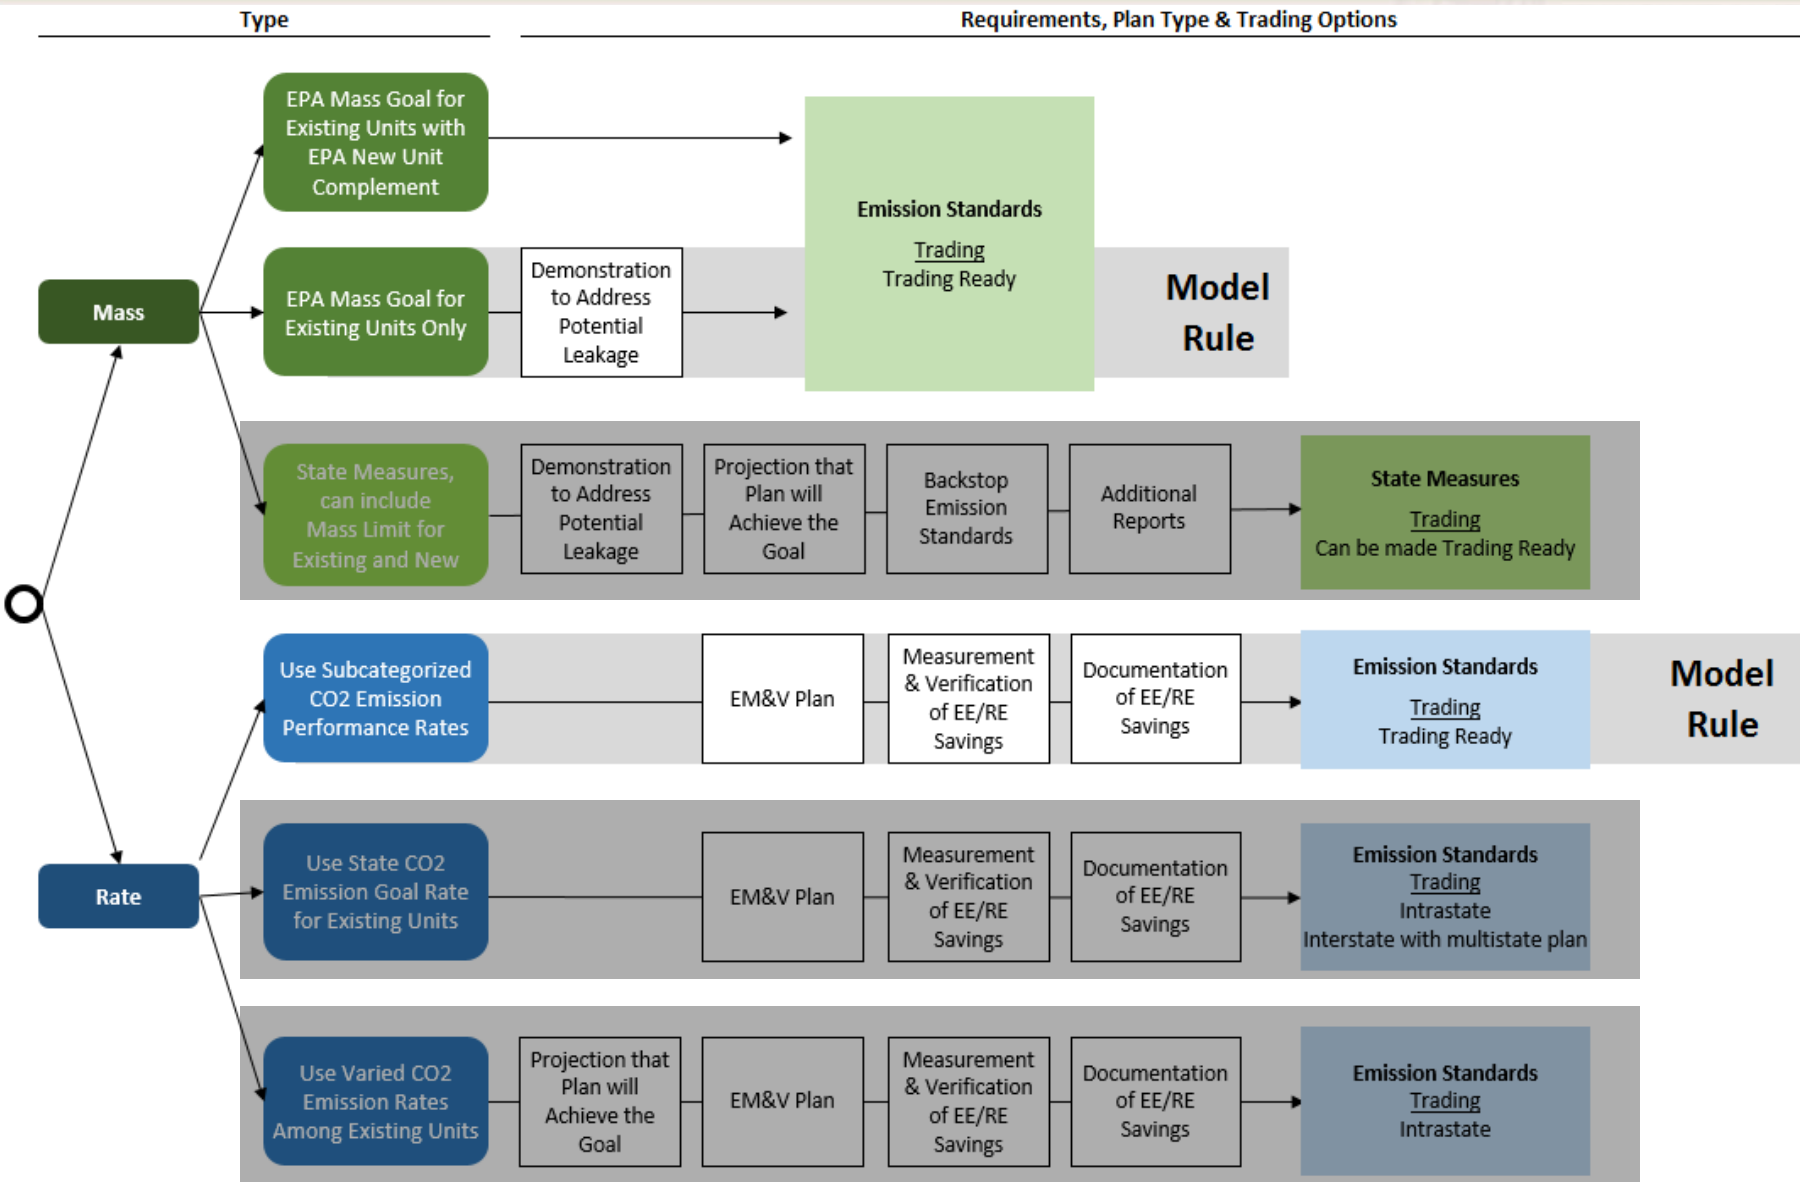 Type
Requirements, Plan Type & Trading Options
EPA Mass Goal for
Existing Units with
EPA New Unit
Complement
Emission Standards
Trading
Trading Ready
Mass
EPA Mass Goal for
Existing Units Only
Demonstration
to Address
Potential
Leakage
Model
Rule
State Measures,
can include
Mass Limit for
Existing and New
Demonstration
to Address
Potential
Leakage
Projection that
Plan will
Achieve the
Goal
Backstop
Emission
Standards
Additional
Reports
State Measures
Trading
Can be made Trading Ready
Use Subcategorized
CO2 Emission
Performance Rates
EM&V Plan
Measurement
& Verification
of EE/RE
Savings
Documentation
of EE/RE
Savings
Emission Standards
Trading
Trading Ready
Model
Rule
Rate
Use State CO2
Emission Goal Rate
for Existing Units
EM&V Plan
Measurement
& Verification
of EE/RE
Savings
Documentation
of EE/RE
Savings
Emission Standards
Trading
Intrastate
Interstate with multistate plan
Use Varied CO2
Emission Rates
Among Existing Units
Projection that
Plan will
Achieve the
Goal
EM&V Plan
Measurement
& Verification
of EE/RE
Savings
Documentation
of EE/RE
Savings
Emission Standards
Trading
Intrastate